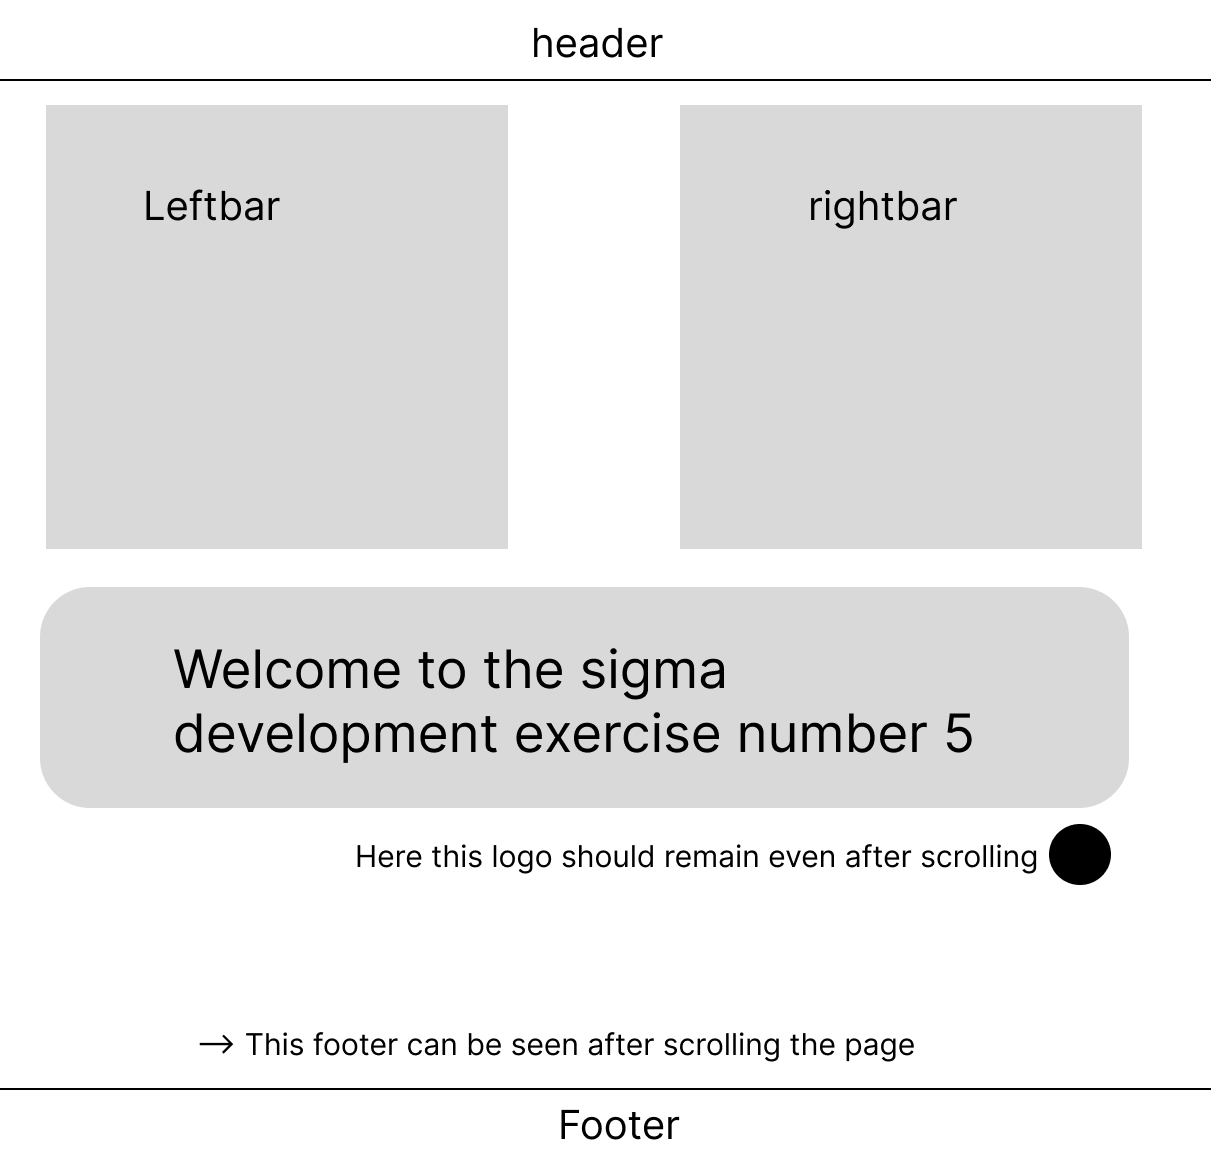 header
Leftbar
rightbar
Welcome to the sigma
development exercise number 5
Here this logo should remain even after scrolling
→ This footer can be seen after scrolling the page
Footer